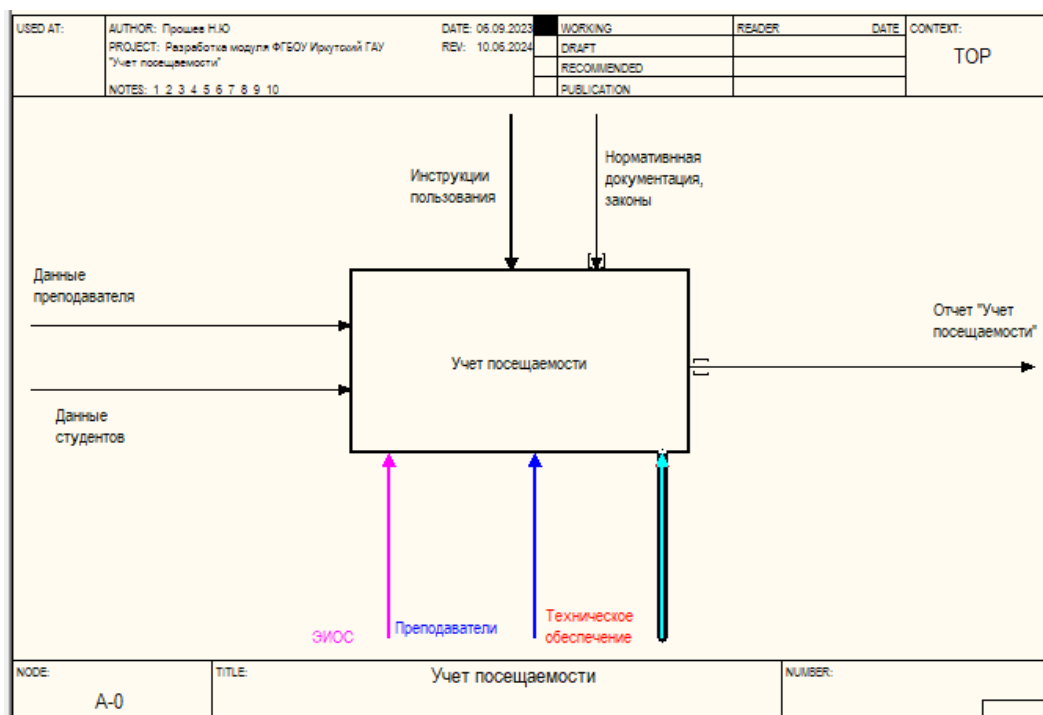 USED AT:
AUTHOR: Прошев Н.Ю
DATE: 06.09.2023
WORKING
READER
DATE
CONTEXT:
PROJECT: Разработка модуля ФГБОУ Иркутский ГАУ
REV: 10.06.2024
DRAFT
TOP
"Учет посещаемости"
RECOMMENDED
NOTES: 1 2 3 4 5 6 7 8 9 10
PUBLICATION
Инструкции
пользования
Нормативнная
документация,
законы
Данные
преподавателя
Отчет "Учет
посещаемости"
Учет посещаемости
Данные
студентов
ЭИОС
Преподаватели
Техническое
обеспечение
NODE:
TITLE:
Учет посещаемости
NUMBER:
A-0